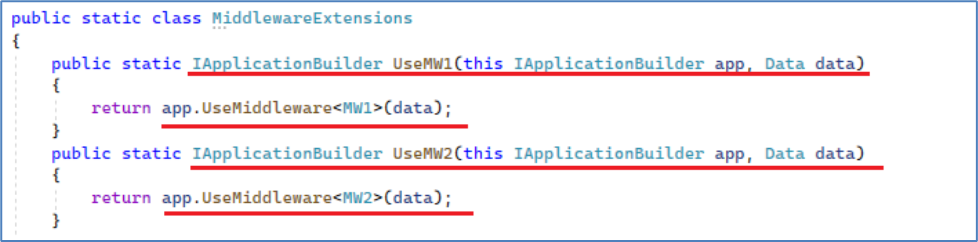 public static class MiddlewareExtensions
{
public static IApplicationBuilder UseMW1(this IApplicationBuilder app, Data data)
{
return app.UseMiddleware<MW1>(data);
}
public static IApplicationBuilder UseMW2(this IApplicationBuilder app, Data data)
{
return app.UseMiddleware<MW2>(data);
}